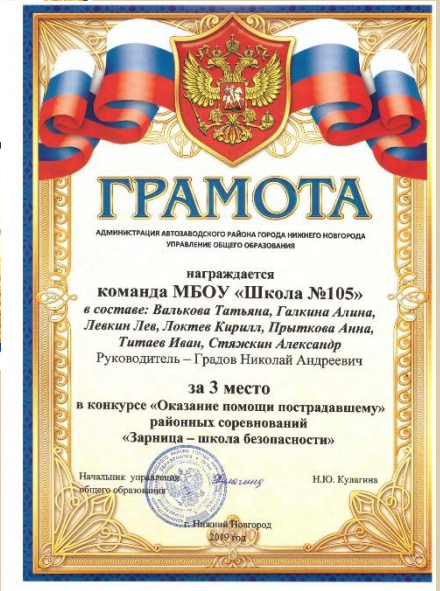 ГРАМОТА
АДМИНИСТРАЦИЯ АВТОЗАВОДСКОГО РАЙОНА ГОРОДА НИЖНЕГО НОВГОРОДА
УПРАВЛЕНИЕ ОБЩЕГО ОБРАЗОВАНИЯ
награждается
команда МБОУ «Школа №105»
в составе: Валькова Татьяна, Галкина Алина,
Левкин Лев, Локтев Кирилл, Прыткова Анна,
Титаев Иван, Стяжкин Александр
Руководитель – Градов Николай Андреевич
за 3 место
в конкурсе «Оказание помощи пострадавшему»
районных соревнований
«Зарница – школа безопасности»
Начальник управления
общего образования
Н.Ю. Кулагина
г. Нижний Новгород
2019 год